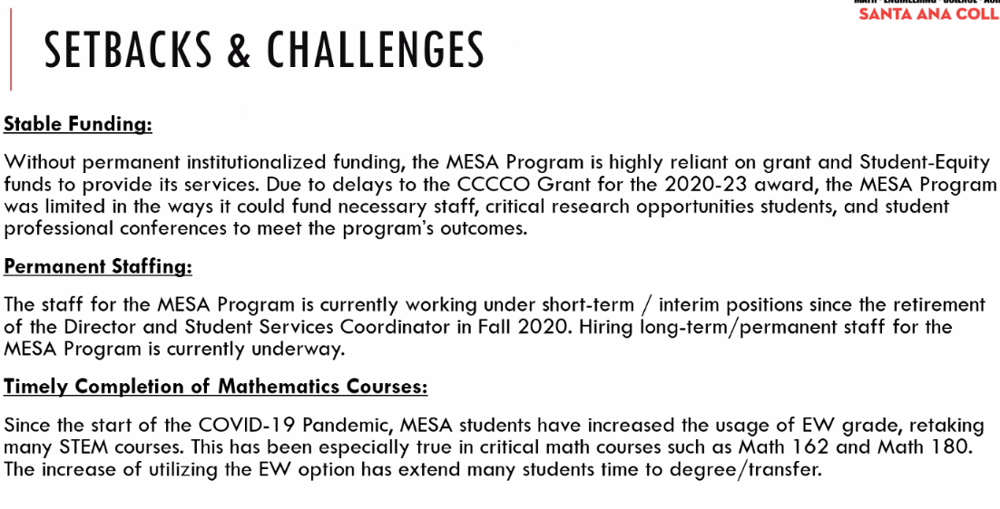 SANTA ANA COLL
SETBACKS & CHALLENGES
Stable Funding:
Without permanent institutionalized funding, the MESA Program is highly reliant on grant and Student-Equity
funds to provide its services. Due to delays to the CCCCO Grant for the 2020-23 award, the MESA Program
was limited in the ways it could fund necessary staff, critical research opportunities students, and student
professional conferences to meet the program's outcomes.
Permanent Staffing:
The staff for the MESA Program is currently working under short-term / interim positions since the retirement
of the Director and Student Services Coordinator in Fall 2020. Hiring long-term/permanent staff for the
MESA Program is currently underway.
Timely Completion of Mathematics Courses:
Since the start of the COVID-19 Pandemic, MESA students have increased the usage of EW grade, retaking
many STEM courses. This has been especially true in critical math courses such as Math 162 and Math 180.
The increase of utilizing the EW option has extend many students time to degree/transfer.